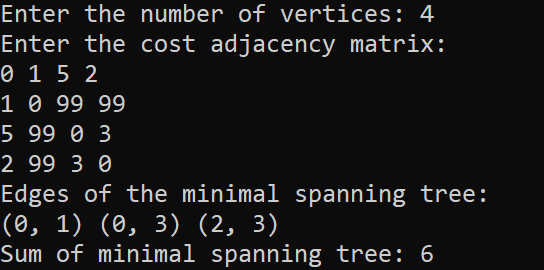 Enter the number of vertices: 4
Enter the cost adjacency matrix:
0 1 5 2
1 0 99 99
5 99 0 3
2 99 3 0
Edges of the minimal spanning tree:
(0, 1) (0, 3) (2, 3)
Sum of minimal spanning tree: 6